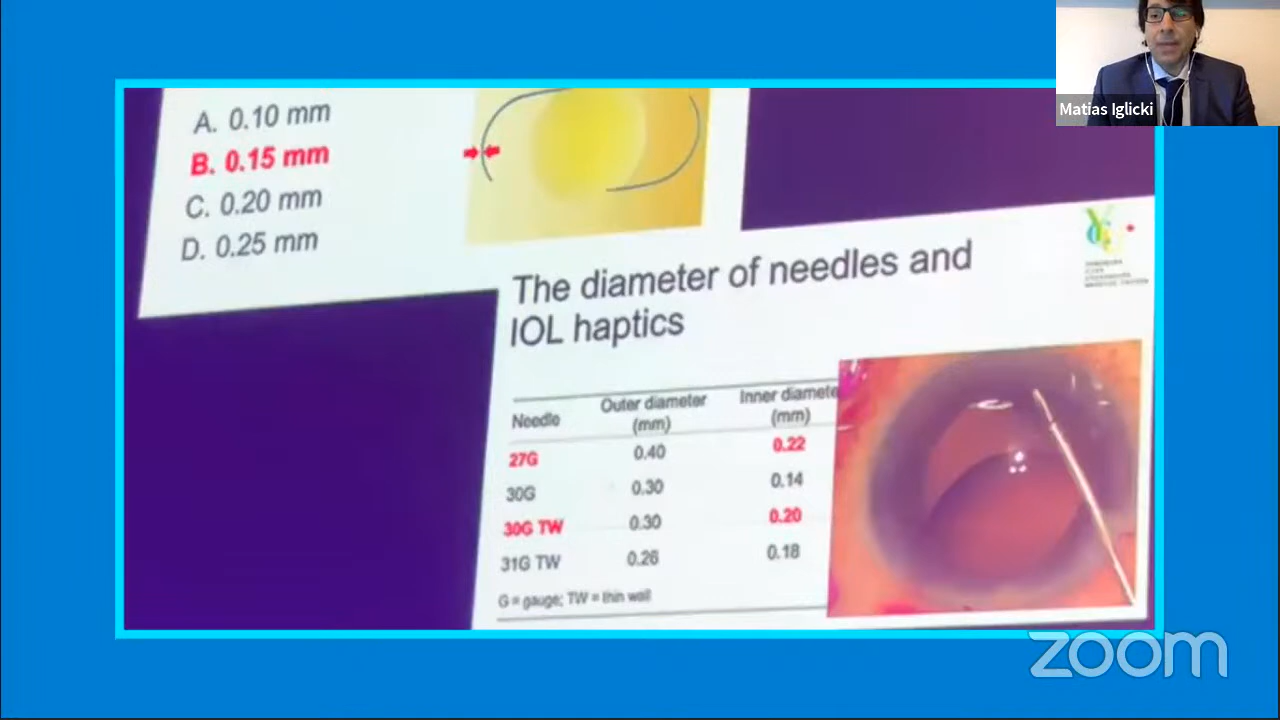 Matias Iglicki
A. 0.10 mm
B. 0.15 mm
C. 0.20 mm
D. 0.25 mm
The diameter of needles and
IOL haptics
Needle Outer diameter (mm) Inner diamete (mm)
27G 0.40 0.22
30G 0.30 0.14
30G TW 0.30 0.20
31G TW 0.26 0.18
G = gauge; TW = thin wall
zoom